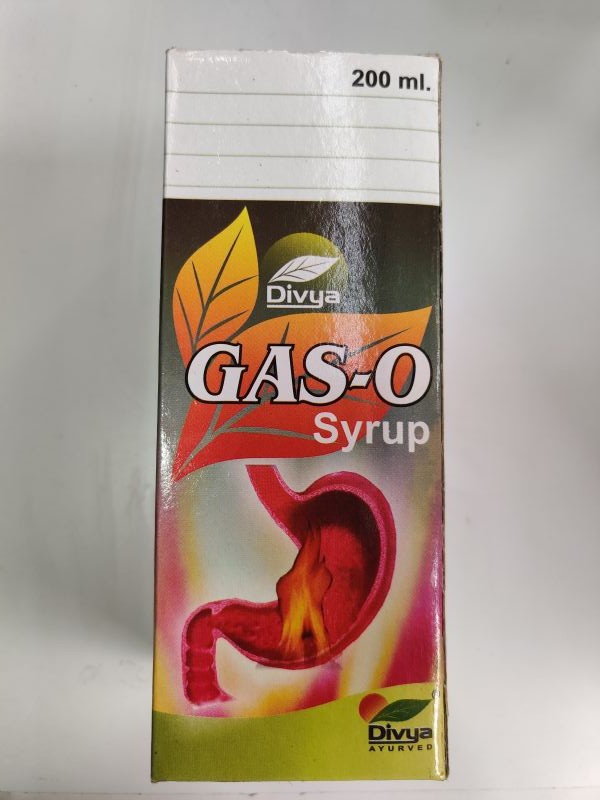 200 ml.
Divya
GAS-O
Syrup
Divya
AYURVED